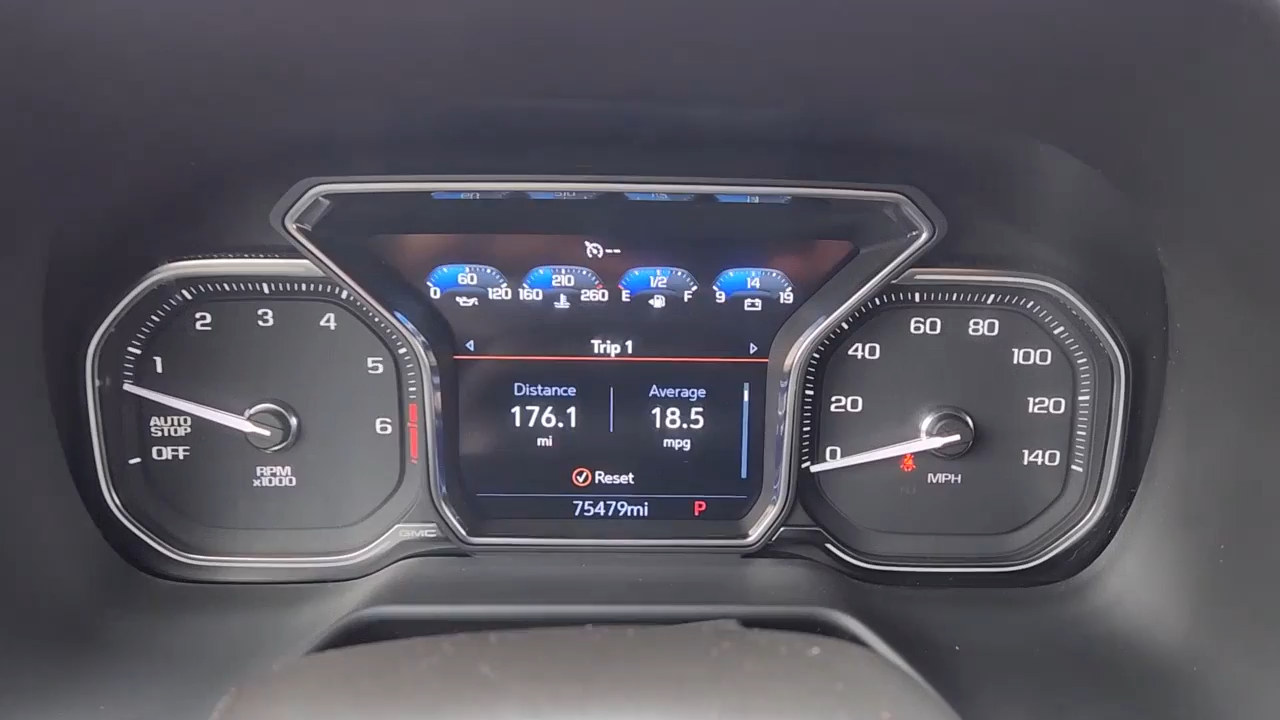 --
60 210 1/2 14
0 120 160 260 E F 9 19
Trip 1
Distance Average
176.1 18.5
mi mpg
Reset
75479mi P
1 2 3 4 5 6
AUTO
STOP
OFF
RPM
x1000
GMC
0 20 40 60 80 100 120 140
MPH